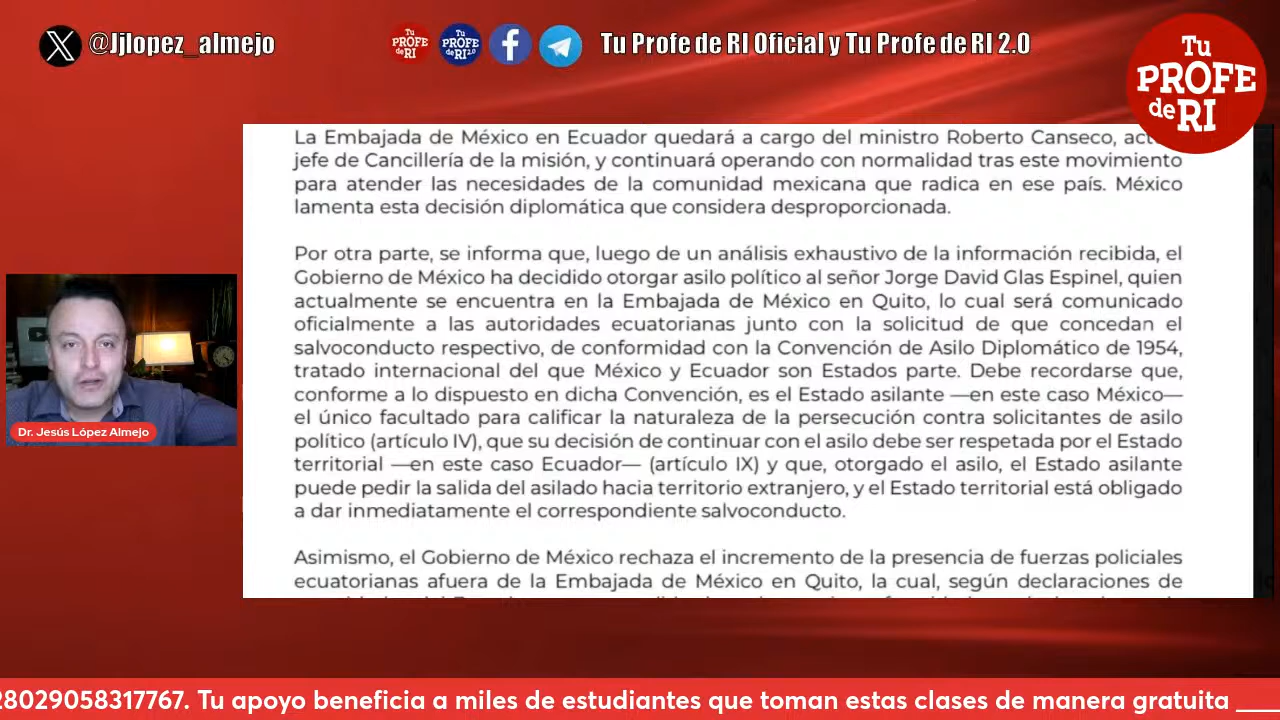 @Jjlopez_almejo
Tu
PROFE
de RI
Tu
PROFE
de RI 2.0
Tu Profe de RI Oficial y Tu Profe de RI 2.0
Tu
PROFE
de RI
La Embajada de México en Ecuador quedará a cargo del ministro Roberto Canseco,
jefe de Cancillería de la misión, y continuará operando con normalidad tras este movimiento
para atender las necesidades de la comunidad mexicana que radica en ese país. México
lamenta esta decisión diplomática que considera desproporcionada.
Por otra parte, se informa que, luego de un análisis exhaustivo de la información recibida, el
Gobierno de México ha decidido otorgar asilo político al señor Jorge David Glas Espinel, quien
actualmente se encuentra en la Embajada de México en Quito, lo cual será comunicado
oficialmente a las autoridades ecuatorianas junto con la solicitud de que concedan el
salvoconducto respectivo, de conformidad con la Convención de Asilo Diplomático de 1954,
tratado internacional del que México y Ecuador son Estados parte. Debe recordarse que,
conforme a lo dispuesto en dicha Convención, es el Estado asilante —en este caso México—
el único facultado para calificar la naturaleza de la persecución contra solicitantes de asilo
político (artículo IV), que su decisión de continuar con el asilo debe ser respetada por el Estado
territorial —en este caso Ecuador— (artículo IX) y que, otorgado el asilo, el Estado asilante
puede pedir la salida del asilado hacia territorio extranjero, y el Estado territorial está obligado
a dar inmediatamente el correspondiente salvoconducto.
Asimismo, el Gobierno de México rechaza el incremento de la presencia de fuerzas policiales
ecuatorianas afuera de la Embajada de México en Quito, la cual, según declaraciones de
Dr. Jesús López Almejo
28029058317767. Tu apoyo beneficia a miles de estudiantes que toman estas clases de manera gratuita ___